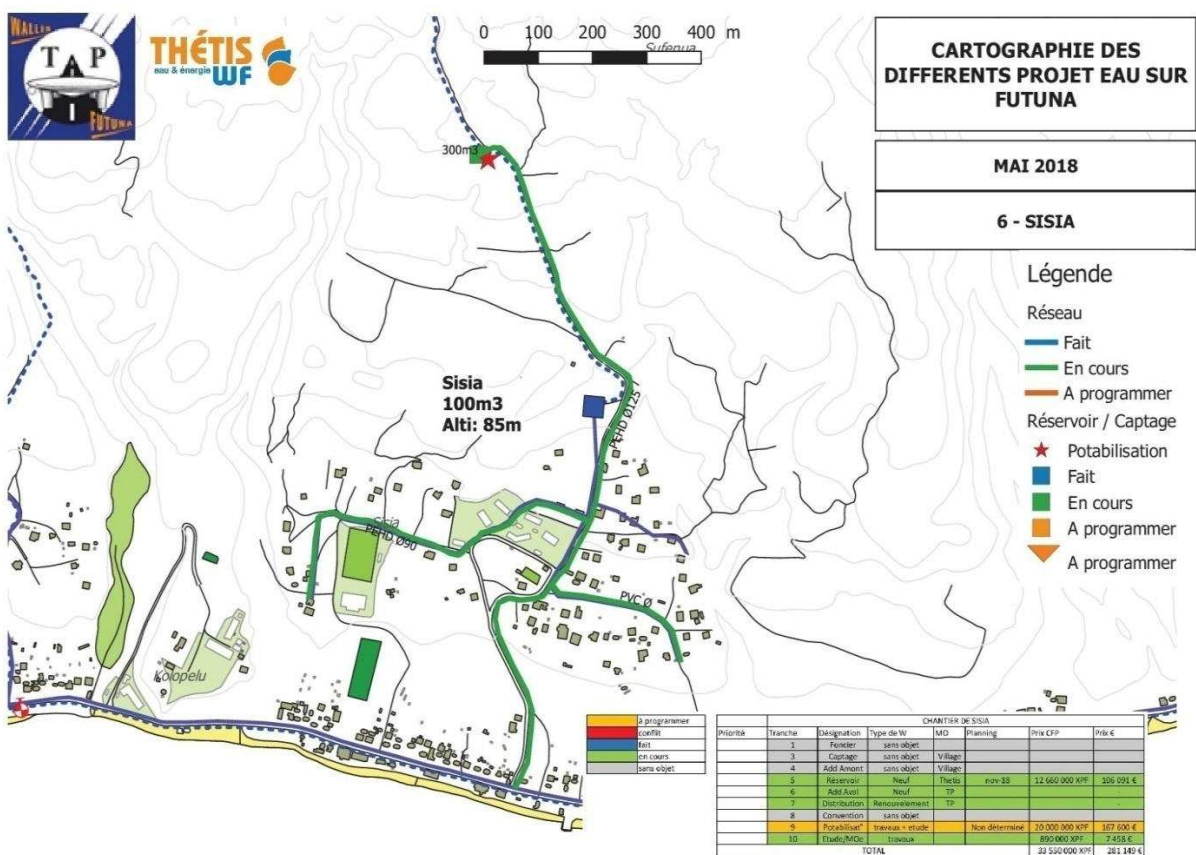 WALLIS
TAPI
FUTUNA
THÉTIS
eau & énergie WF
0 100 200 300 400 m
Sufenua
CARTOGRAPHIE DES
DIFFERENTS PROJET EAU SUR
FUTUNA
MAI 2018
6 - SISIA
Légende
Réseau
Fait
En cours
A programmer
Réservoir / Captage
Potabilisation
Fait
En cours
A programmer
A programmer
300m3
Sisia
100m3
Alti: 85m
PEHD Ø125
Sisia
PEHD Ø90
PVC Ø
Kolopelu
à programmer
conflit
fait
en cours
sans objet
CHANTIER DE SISIA
Priorité Tranche Désignation Type de W MO Planning Prix CFP Prix €
1 Foncier sans objet
3 Captage sans objet Village
4 Add Amont sans objet Village
5 Réservoir Neuf Thetis nov-18 12 660 000 XPF 106 091 €
6 Add Aval Neuf TP -
7 Distribution Renouvelement TP -
8 Convention sans objet
9 Potabilisat° travaux + etude Non déterminé 20 000 000 XPF 167 600 €
10 Etude/MOe travaux 890 000 XPF 7 458 €
TOTAL 33 550 000 XPF 281 149 €